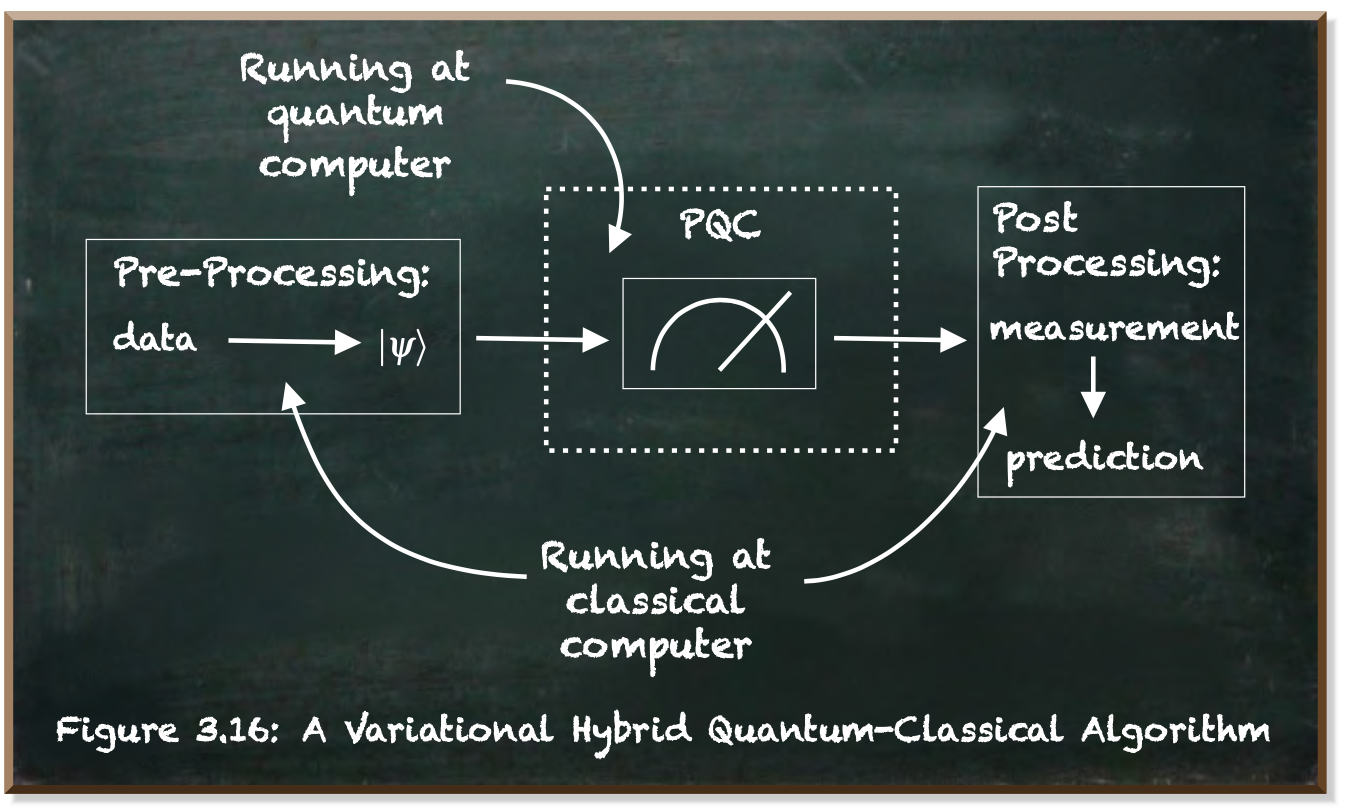 Running at
quantum
computer
PQC
Pre-Processing:
data
|ψ⟩
Post
Processing:
measurement
prediction
Running at
classical
computer
Figure 3.16: A Variational Hybrid Quantum-Classical Algorithm